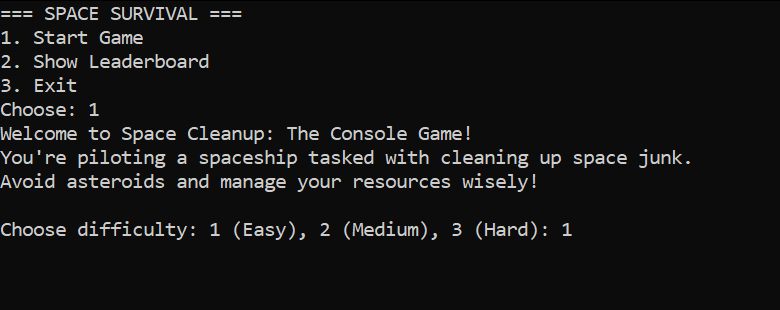 === SPACE SURVIVAL ===
1. Start Game
2. Show Leaderboard
3. Exit
Choose: 1
Welcome to Space Cleanup: The Console Game!
You're piloting a spaceship tasked with cleaning up space junk.
Avoid asteroids and manage your resources wisely!
Choose difficulty: 1 (Easy), 2 (Medium), 3 (Hard): 1